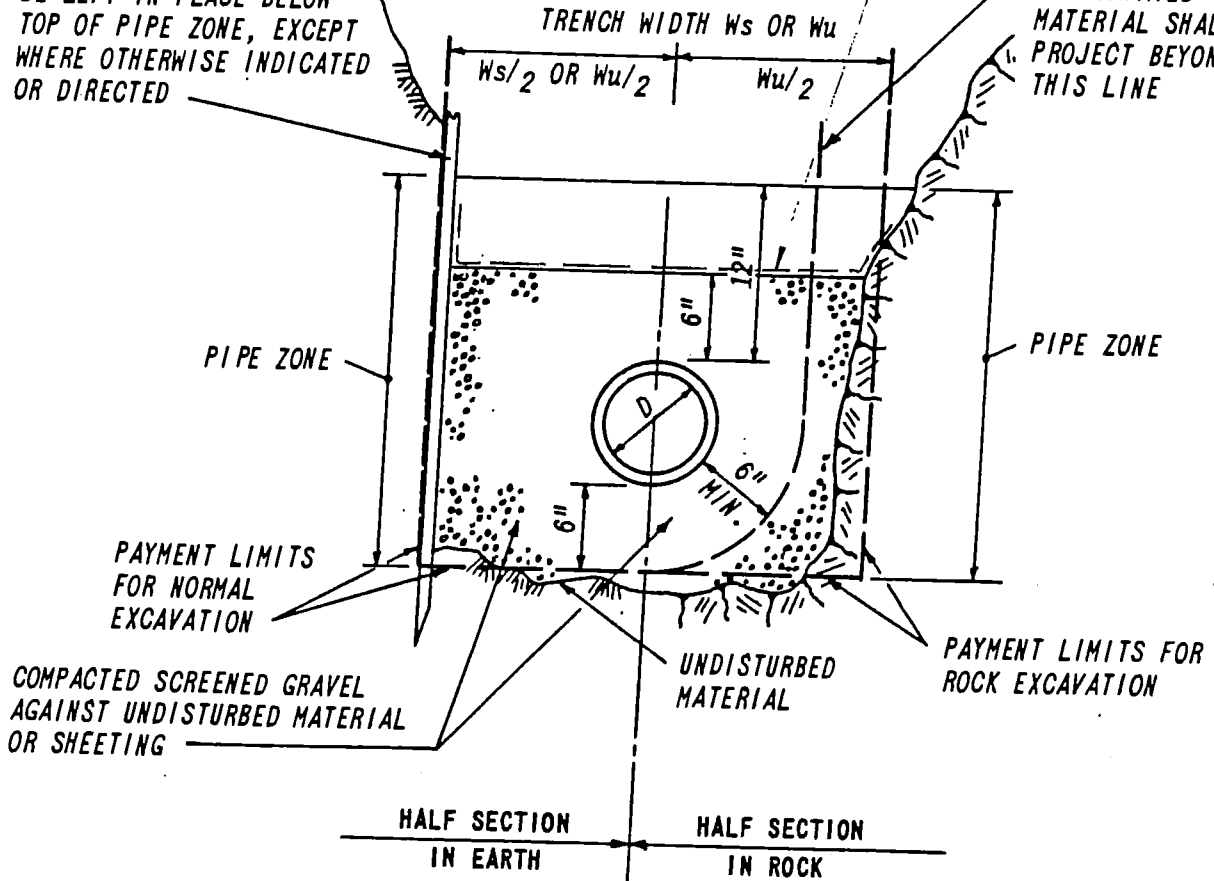 TOP OF PIPE ZONE, EXCEPT
WHERE OTHERWISE INDICATED
OR DIRECTED
TRENCH WIDTH Ws OR Wu
Ws/2 OR Wu/2
Wu/2
MATERIAL
PROJECT
THIS LINE
12"
6"
PIPE ZONE
PIPE ZONE
D
6"
MIN.
6"
PAYMENT LIMITS
FOR NORMAL
EXCAVATION
UNDISTURBED
MATERIAL
PAYMENT LIMITS FOR
ROCK EXCAVATION
COMPACTED SCREENED GRAVEL
AGAINST UNDISTURBED MATERIAL
OR SHEETING
HALF SECTION
IN EARTH
HALF SECTION
IN ROCK